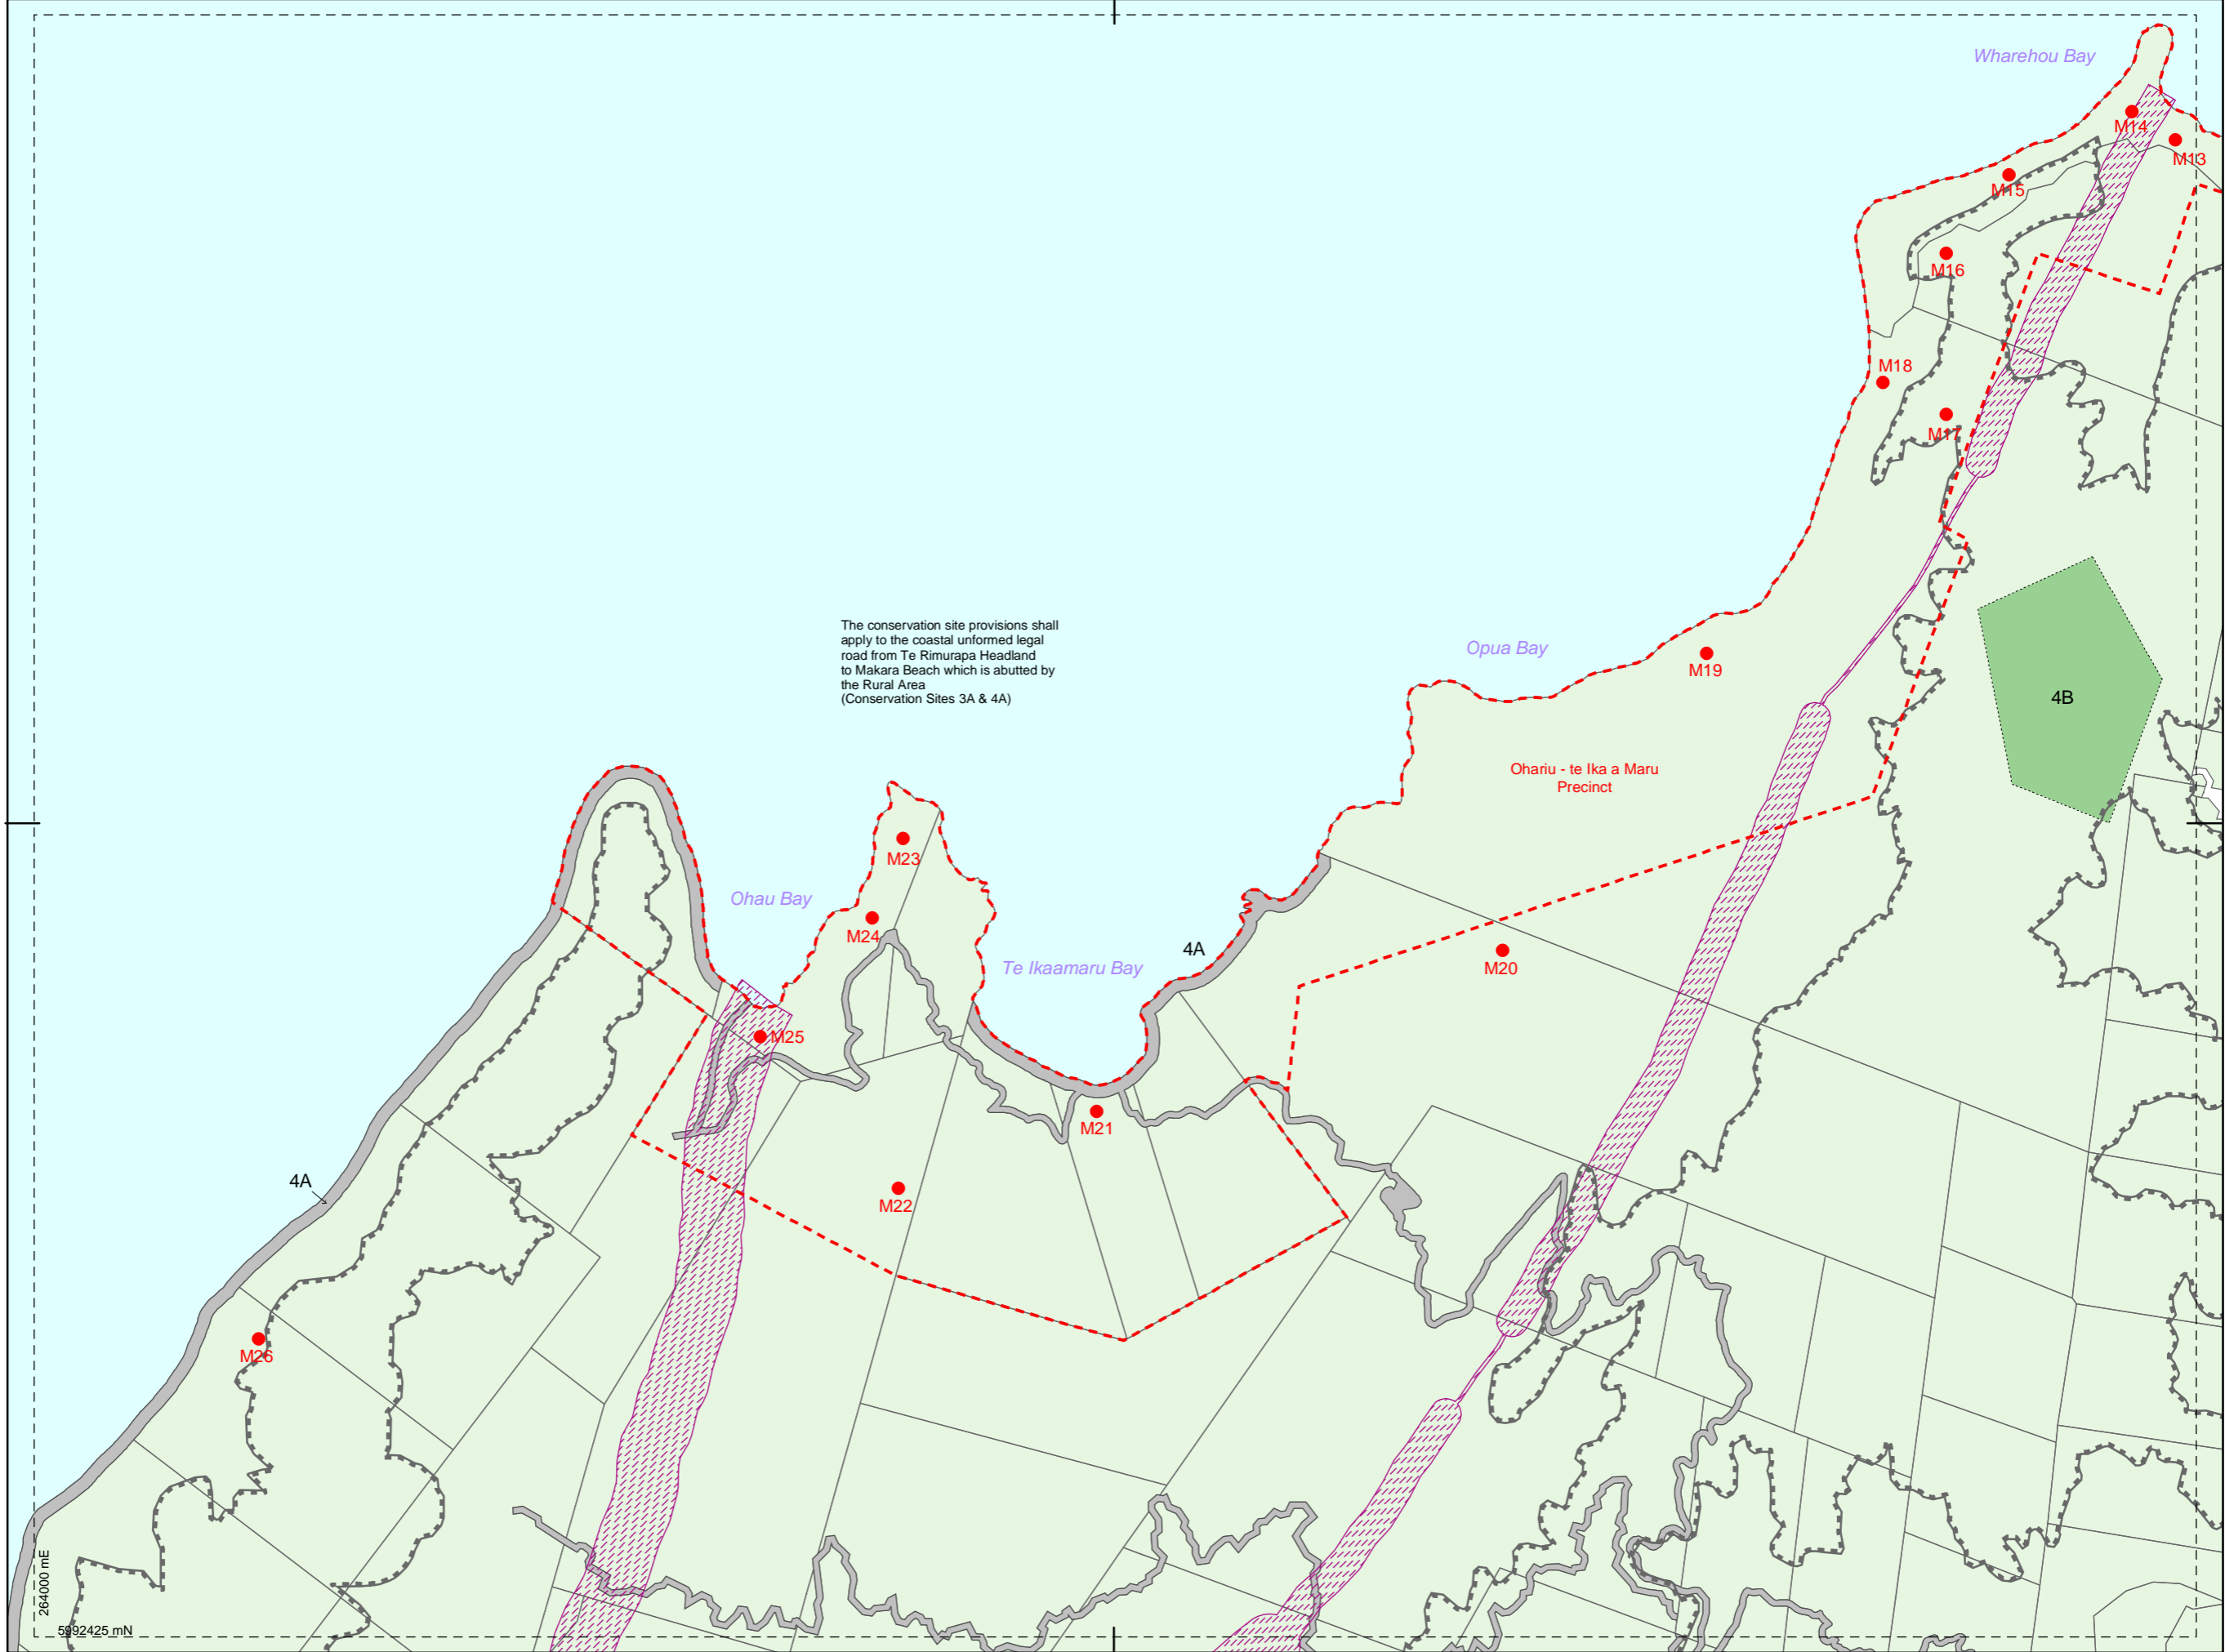 Wharehou Bay
M14
M13
M15
M16
M18
M17
The conservation site provisions shall
apply to the coastal unformed legal
road from Te Rimurapa Headland
to Makara Beach which is abutted by
the Rural Area
(Conservation Sites 3A & 4A)
Opua Bay
M19
4B
Ohariu - te Ika a Maru
Precinct
M23
Ohau Bay
M24
4A
Te Ikaamaru Bay
M20
M25
M21
4A
M22
M26
264000 mE
5992425 mN